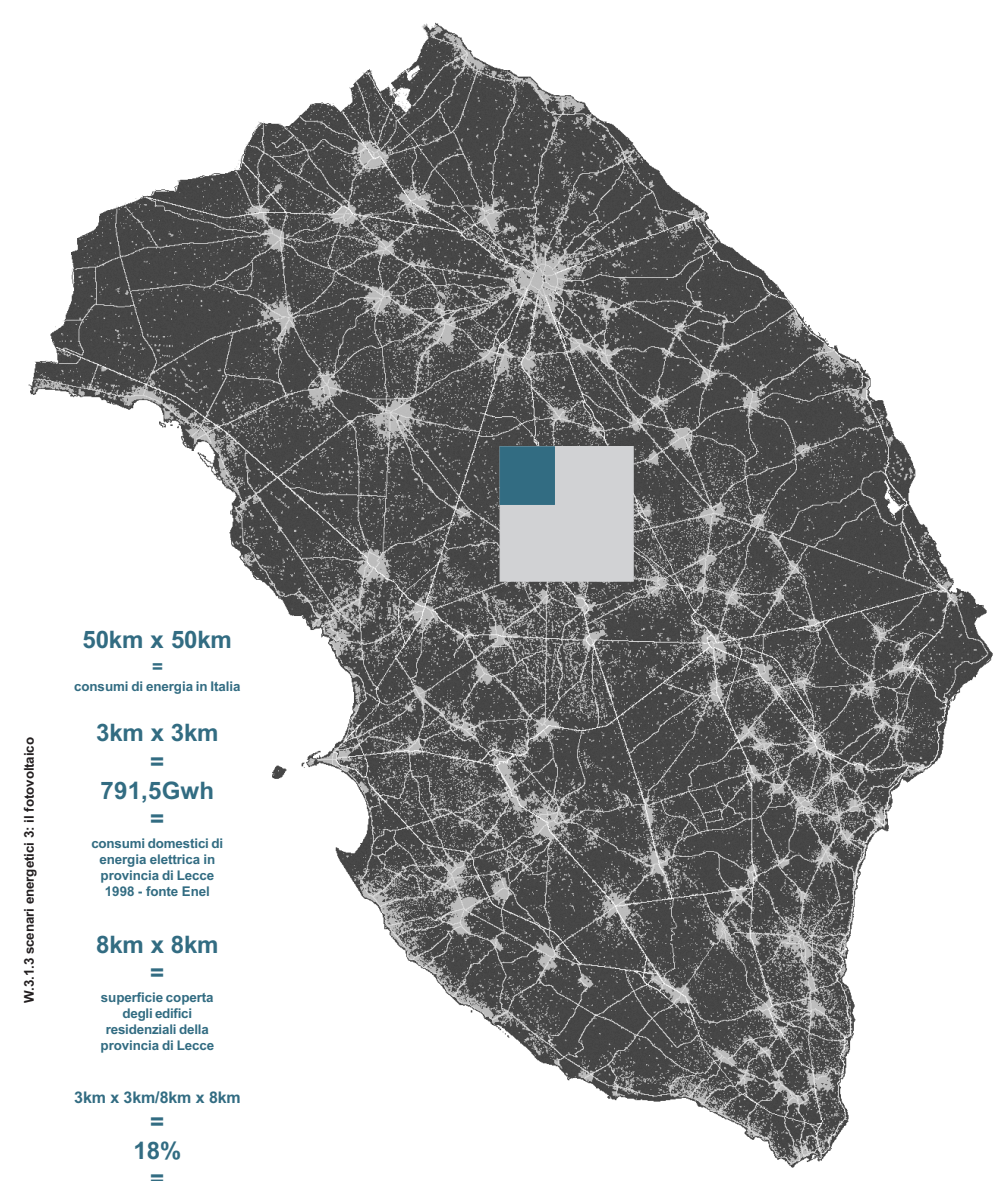 50km x 50km
=
consumi di energia in Italia
3km x 3km
=
791,5Gwh
=
consumi domestici di
energia elettrica in
provincia di Lecce
1998 - fonte Enel
8km x 8km
=
superficie coperta
degli edifici
residenziali della
provincia di Lecce
3km x 3km/8km x 8km
=
18%
=
W.3.1.3 scenari energetici 3: il fotovoltaico